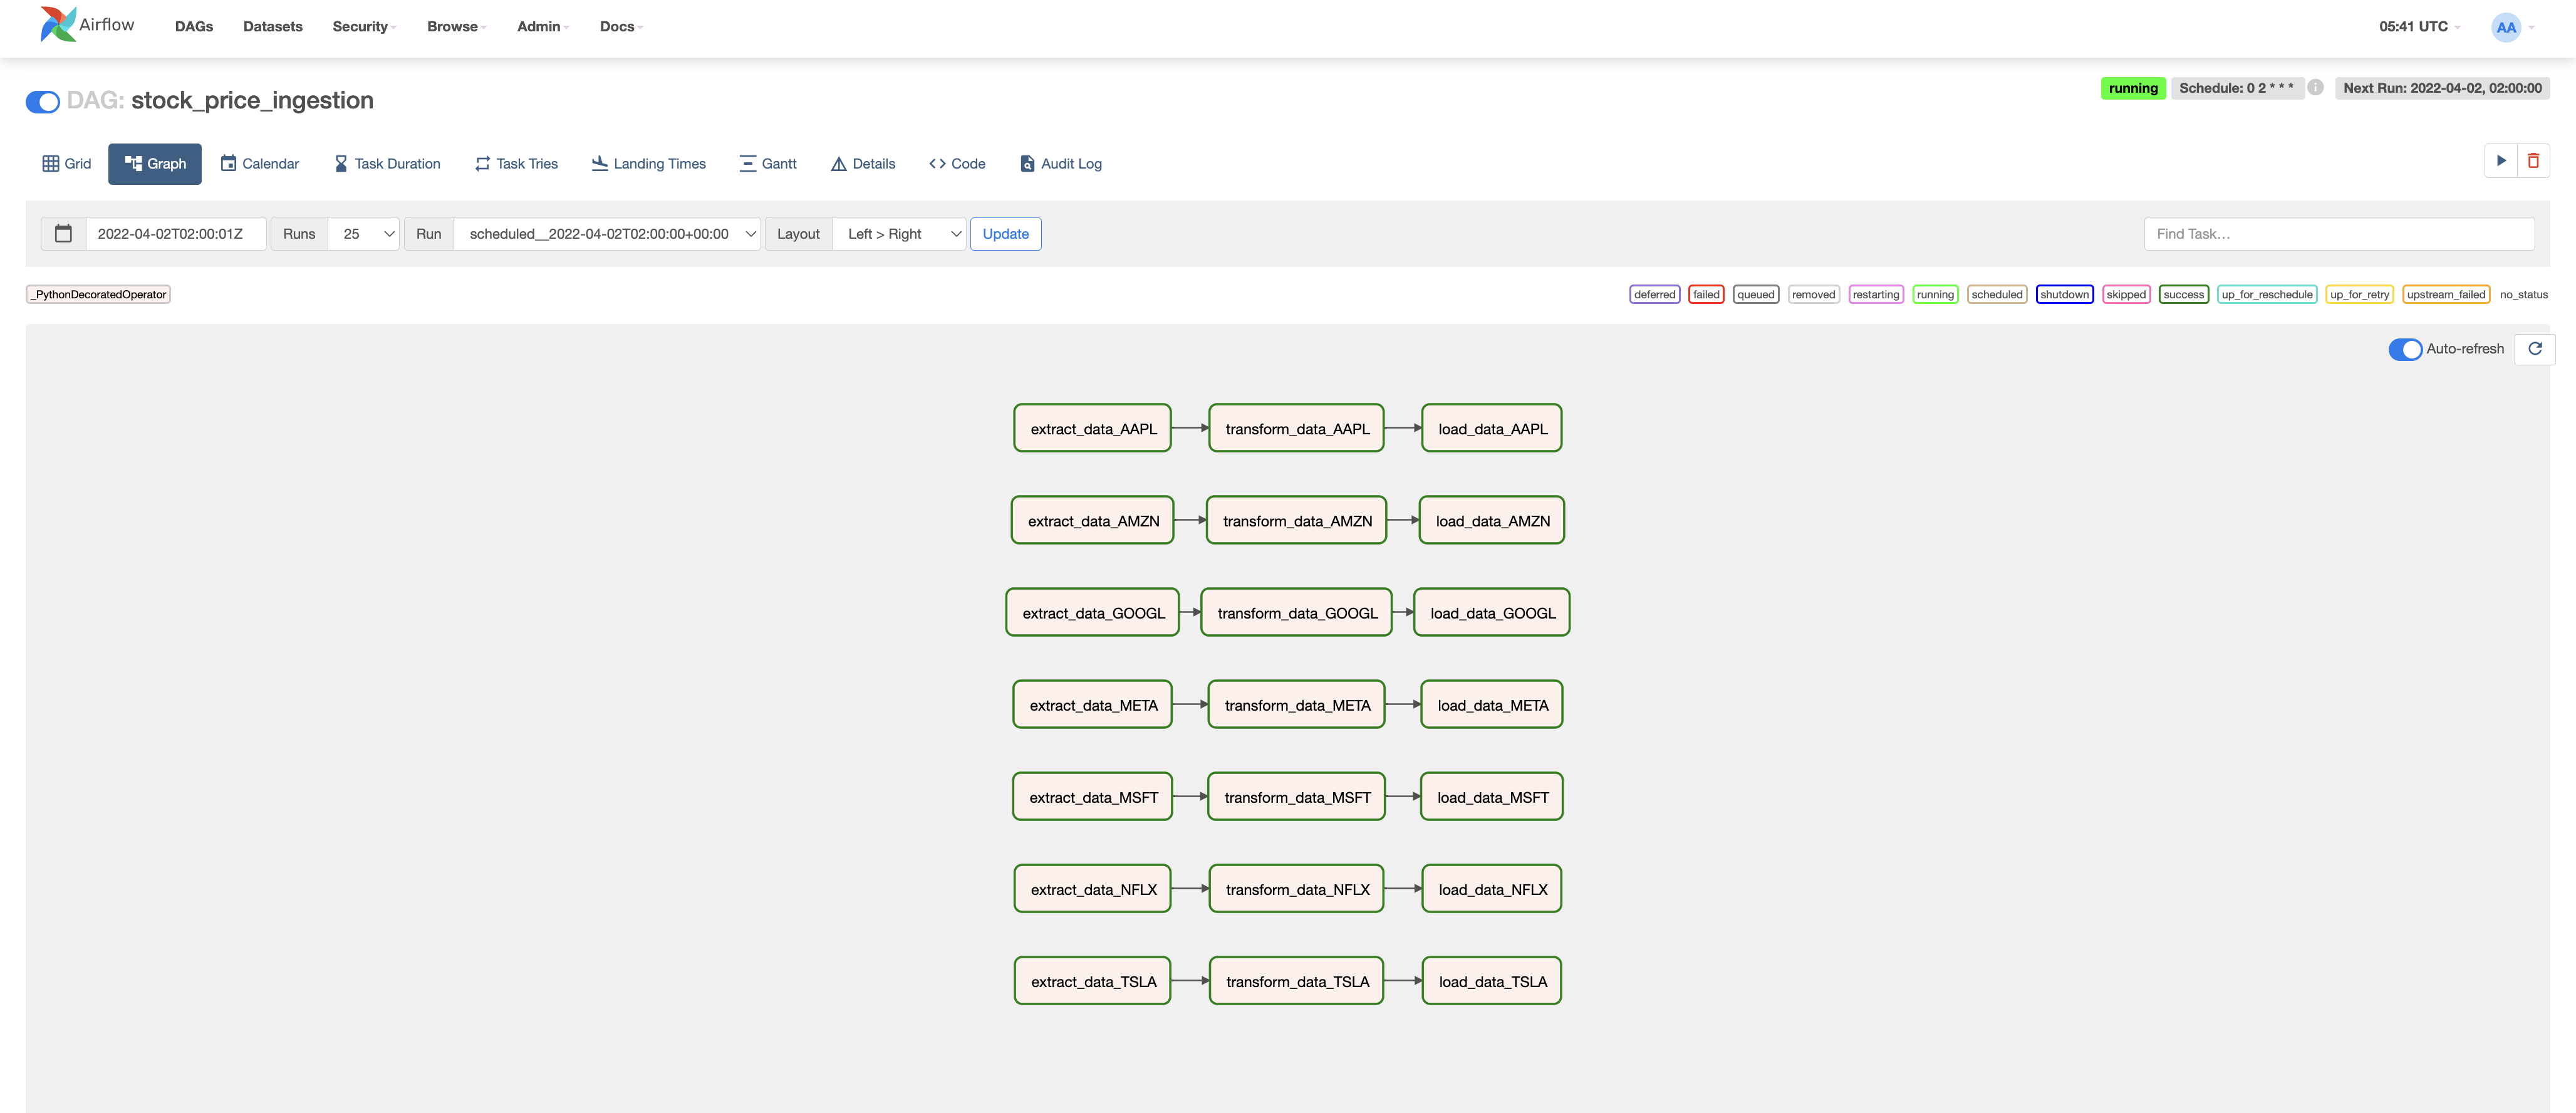 Airflow DAGs Datasets Security Browse Admin Docs 05:41 UTC AA
DAG: stock_price_ingestion
running Schedule: 0 2 * * * i Next Run: 2022-04-02, 02:00:00
Grid Graph Calendar Task Duration Task Tries Landing Times Gantt Details Code Audit Log
2022-04-02T02:00:01Z Runs 25 Run scheduled__2022-04-02T02:00:00+00:00 Layout Left > Right Update Find Task...
_PythonDecoratedOperator deferred failed queued removed restarting running scheduled shutdown skipped success up_for_reschedule up_for_retry upstream_failed no_status
Auto-refresh
extract_data_AAPL transform_data_AAPL load_data_AAPL
extract_data_AMZN transform_data_AMZN load_data_AMZN
extract_data_GOOGL transform_data_GOOGL load_data_GOOGL
extract_data_META transform_data_META load_data_META
extract_data_MSFT transform_data_MSFT load_data_MSFT
extract_data_NFLX transform_data_NFLX load_data_NFLX
extract_data_TSLA transform_data_TSLA load_data_TSLA